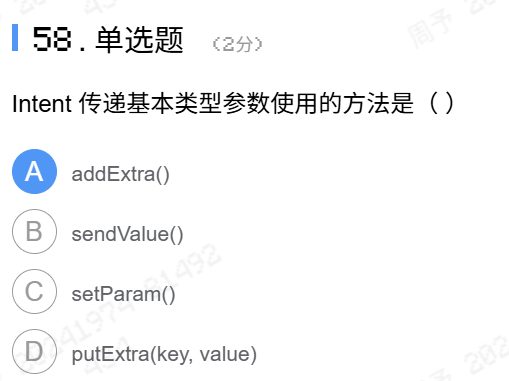 58.单选题 (2分)
Intent 传递基本类型参数使用的方法是（ ）
A addExtra()
B sendValue()
C setParam()
D putExtra(key, value)